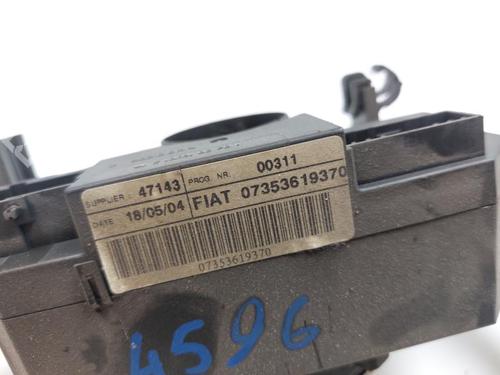 SUPPLIER : 47143 PROG. NR. 00311
DATE 18/05/04 FIAT 07353619370
07353619370
4596